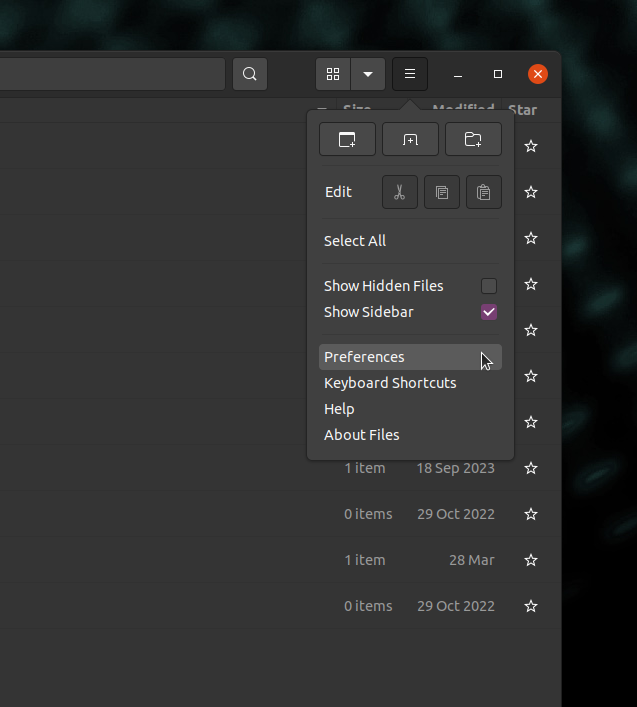 Size Modified Star
Edit
Select All
Show Hidden Files
Show Sidebar
Preferences
Keyboard Shortcuts
Help
About Files
1 item 18 Sep 2023
0 items 29 Oct 2022
1 item 28 Mar
0 items 29 Oct 2022